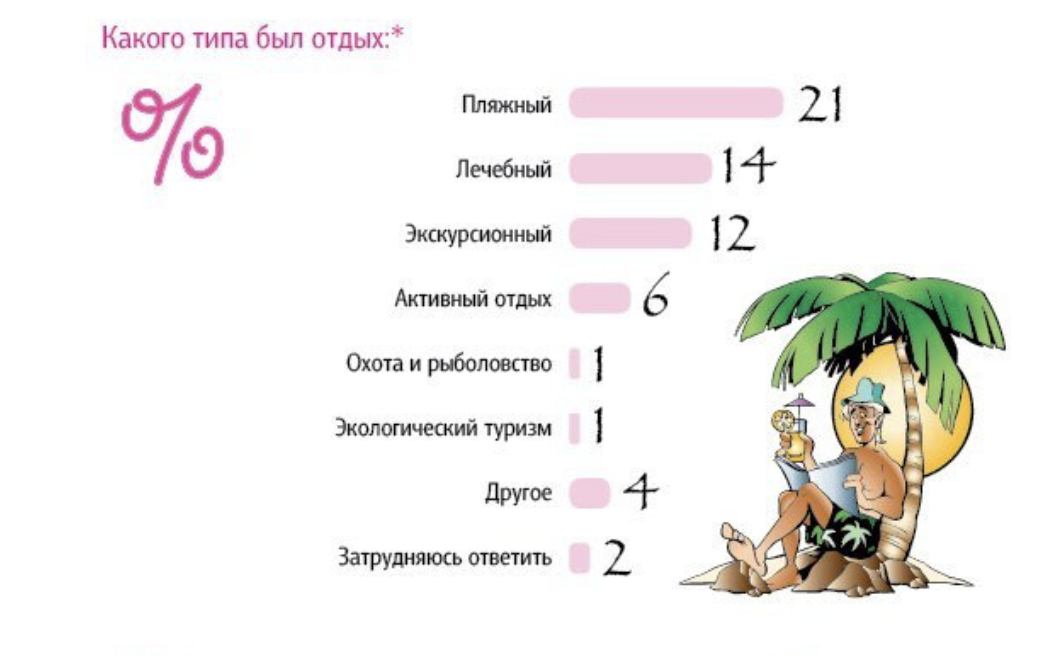 Какого типа был отдых:*
%
Пляжный 21
Лечебный 14
Экскурсионный 12
Активный отдых 6
Охота и рыболовство 1
Экологический туризм 1
Другое 4
Затрудняюсь ответить 2